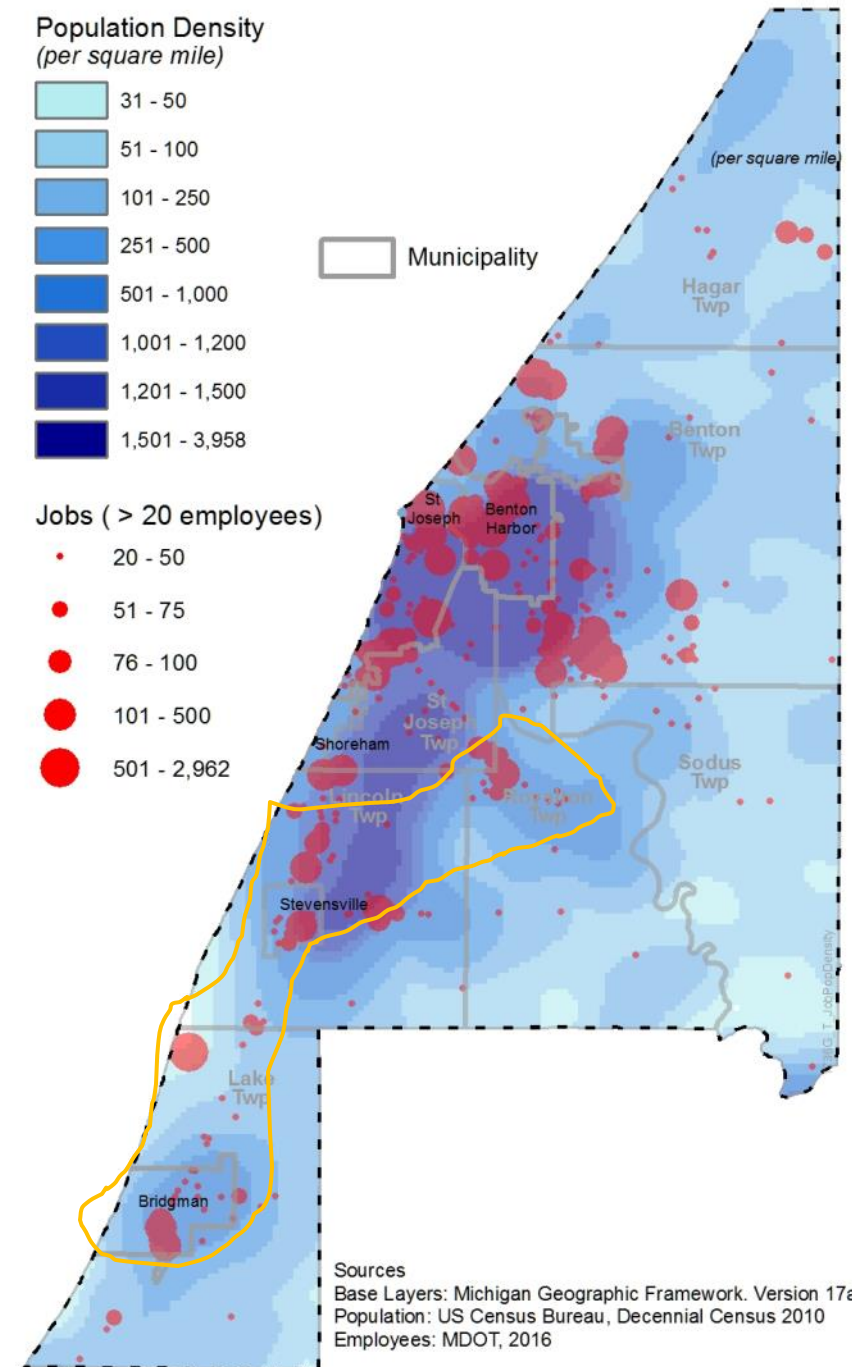 Population Density
(per square mile)
31 - 50
51 - 100
101 - 250
251 - 500
501 - 1,000
1,001 - 1,200
1,201 - 1,500
1,501 - 3,958
Municipality
Jobs ( > 20 employees)
20 - 50
51 - 75
76 - 100
101 - 500
501 - 2,962
(per square mile)
Hagar
Twp
Benton
Twp
St
Joseph
Benton
Harbor
St
Joseph
Twp
Shoreham
Lincoln
Twp
Royalton
Twp
Sodus
Twp
Stevensville
Lake
Twp
Bridgman
T_JobPopDensity
Sources
Base Layers: Michigan Geographic Framework. Version 17a
Population: US Census Bureau, Decennial Census 2010
Employees: MDOT, 2016